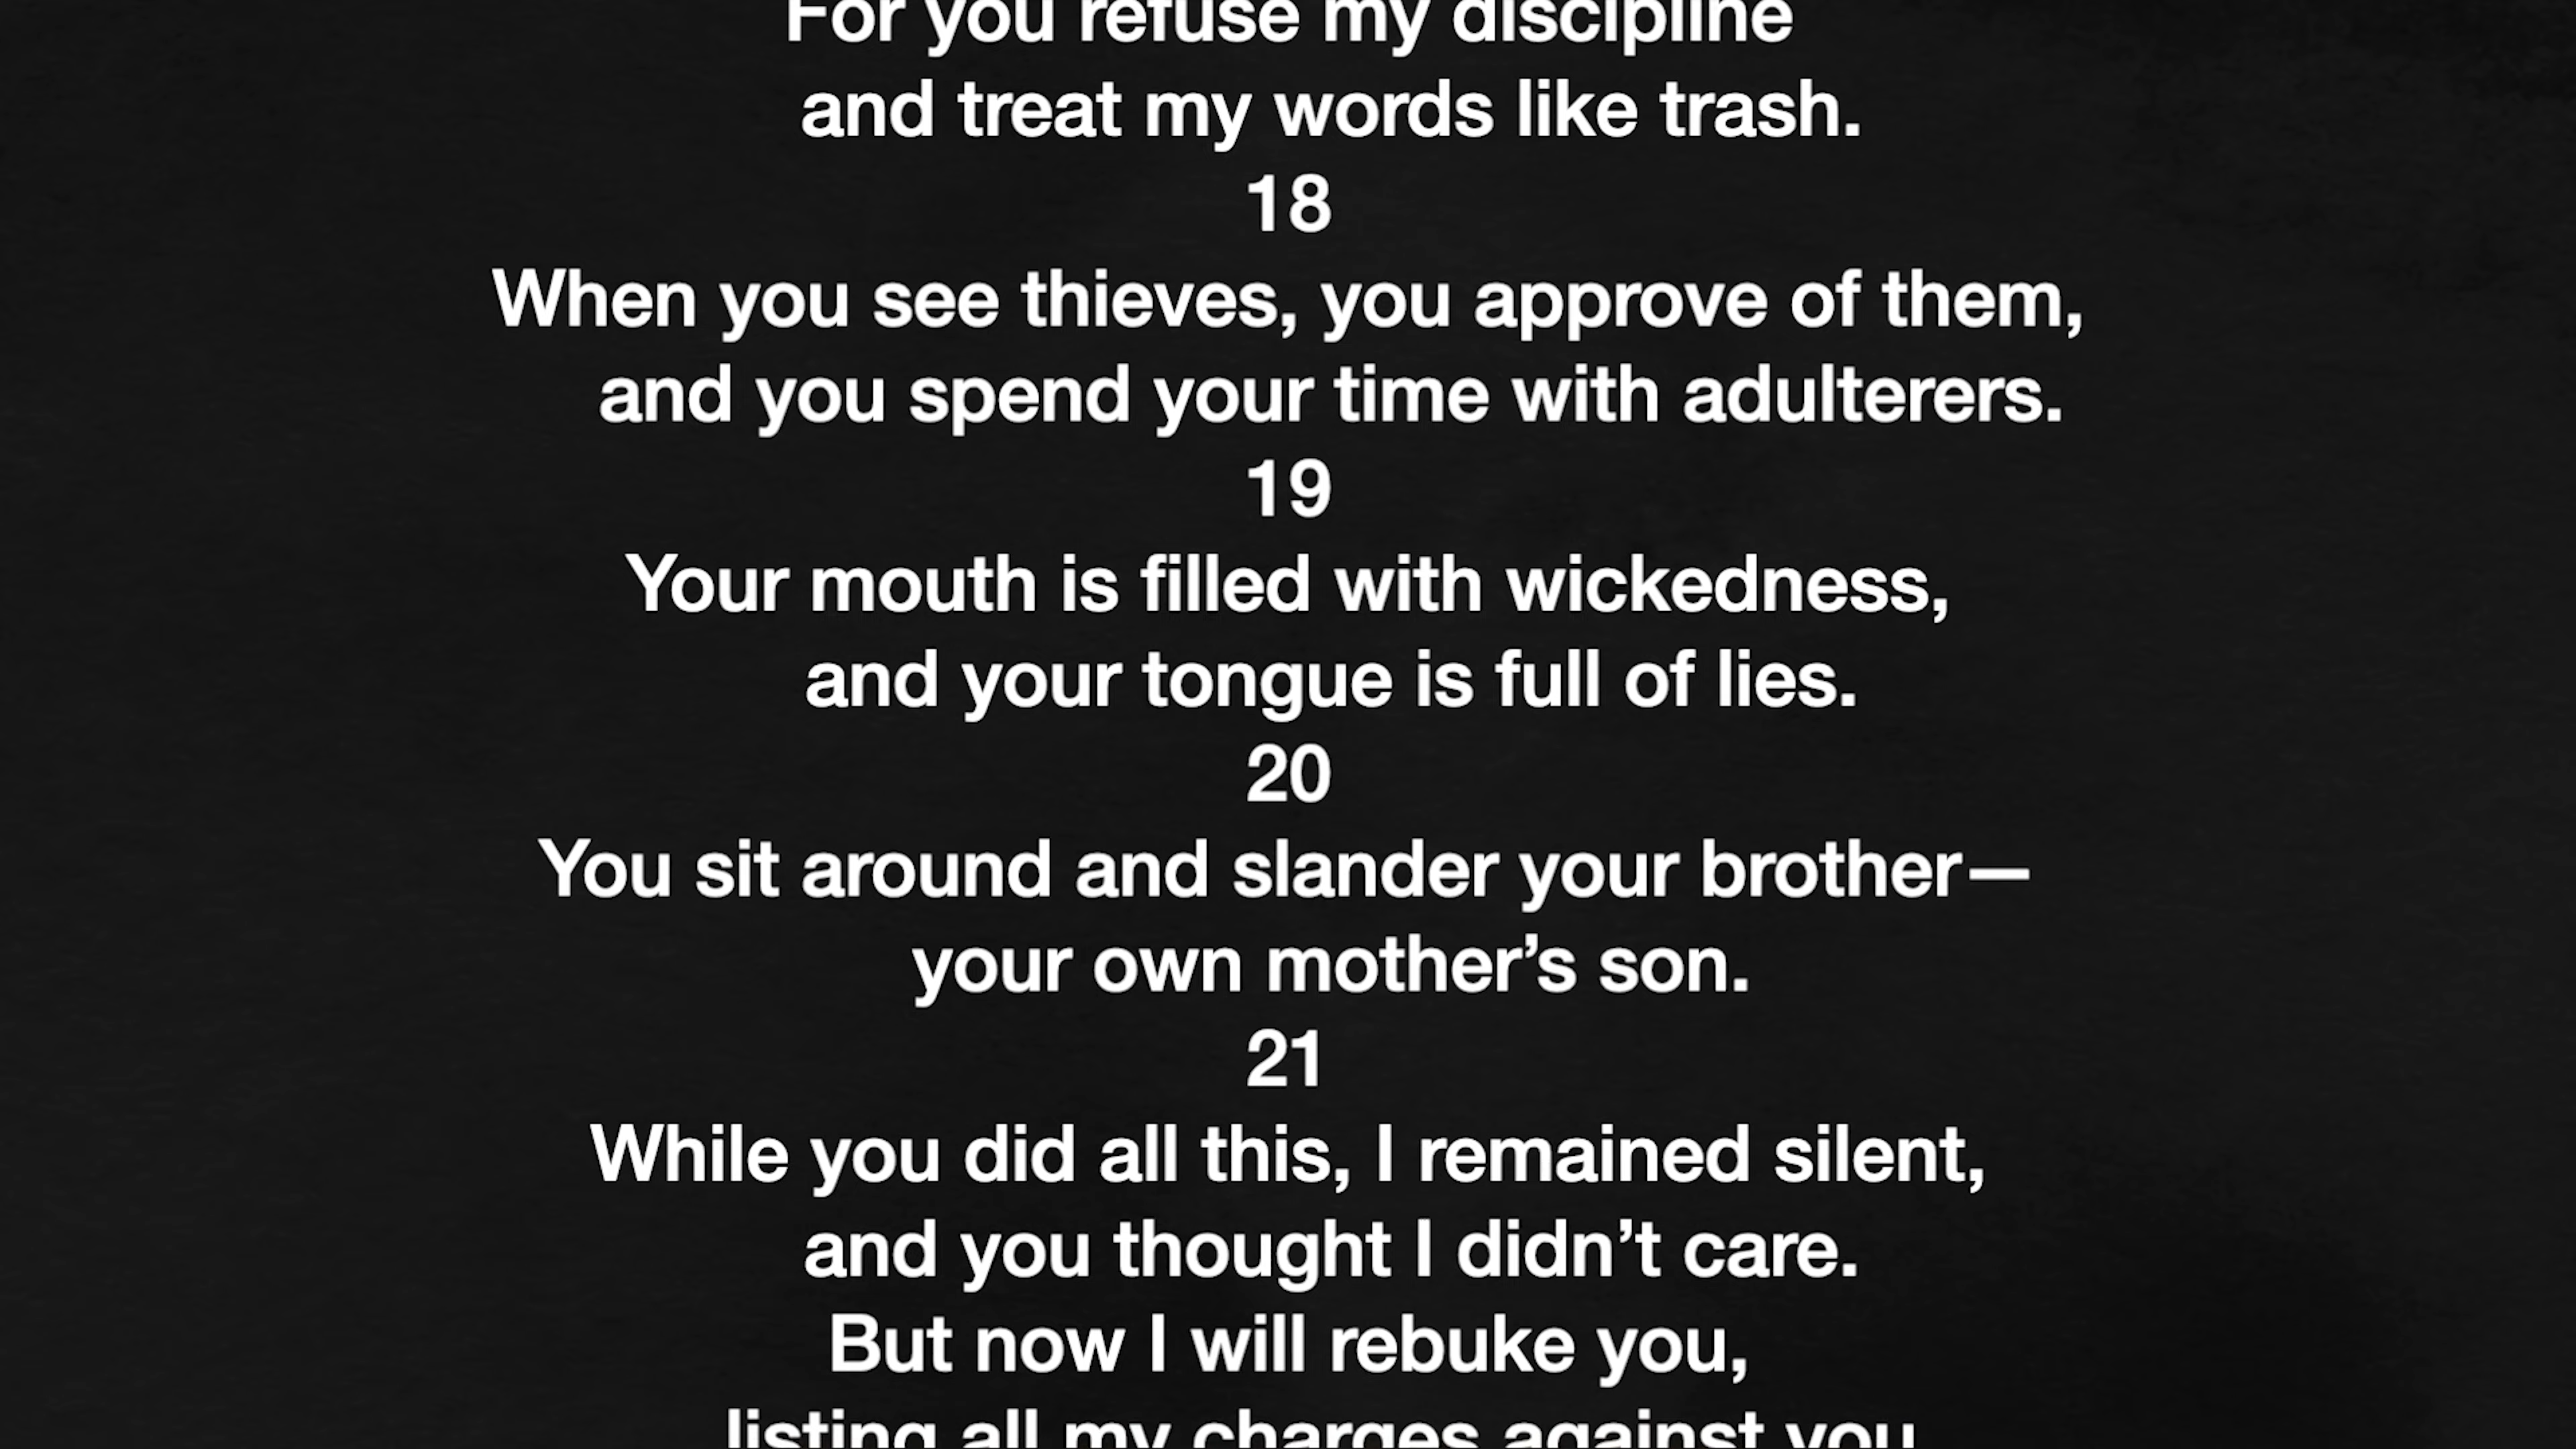 For you refuse my discipline
and treat my words like trash.
18
When you see thieves, you approve of them,
and you spend your time with adulterers.
19
Your mouth is filled with wickedness,
and your tongue is full of lies.
20
You sit around and slander your brother—
your own mother’s son.
21
While you did all this, I remained silent,
and you thought I didn’t care.
But now I will rebuke you,
listing all my charges against you